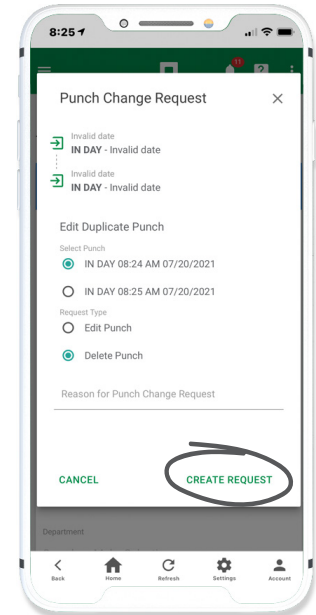 8:25
11
?
Punch Change Request
Invalid date
IN DAY - Invalid date
Invalid date
IN DAY - Invalid date
Edit Duplicate Punch
Select Punch
IN DAY 08:24 AM 07/20/2021
IN DAY 08:25 AM 07/20/2021
Request Type
Edit Punch
Delete Punch
Reason for Punch Change Request
CANCEL CREATE REQUEST
Department
Back Home Refresh Settings Account